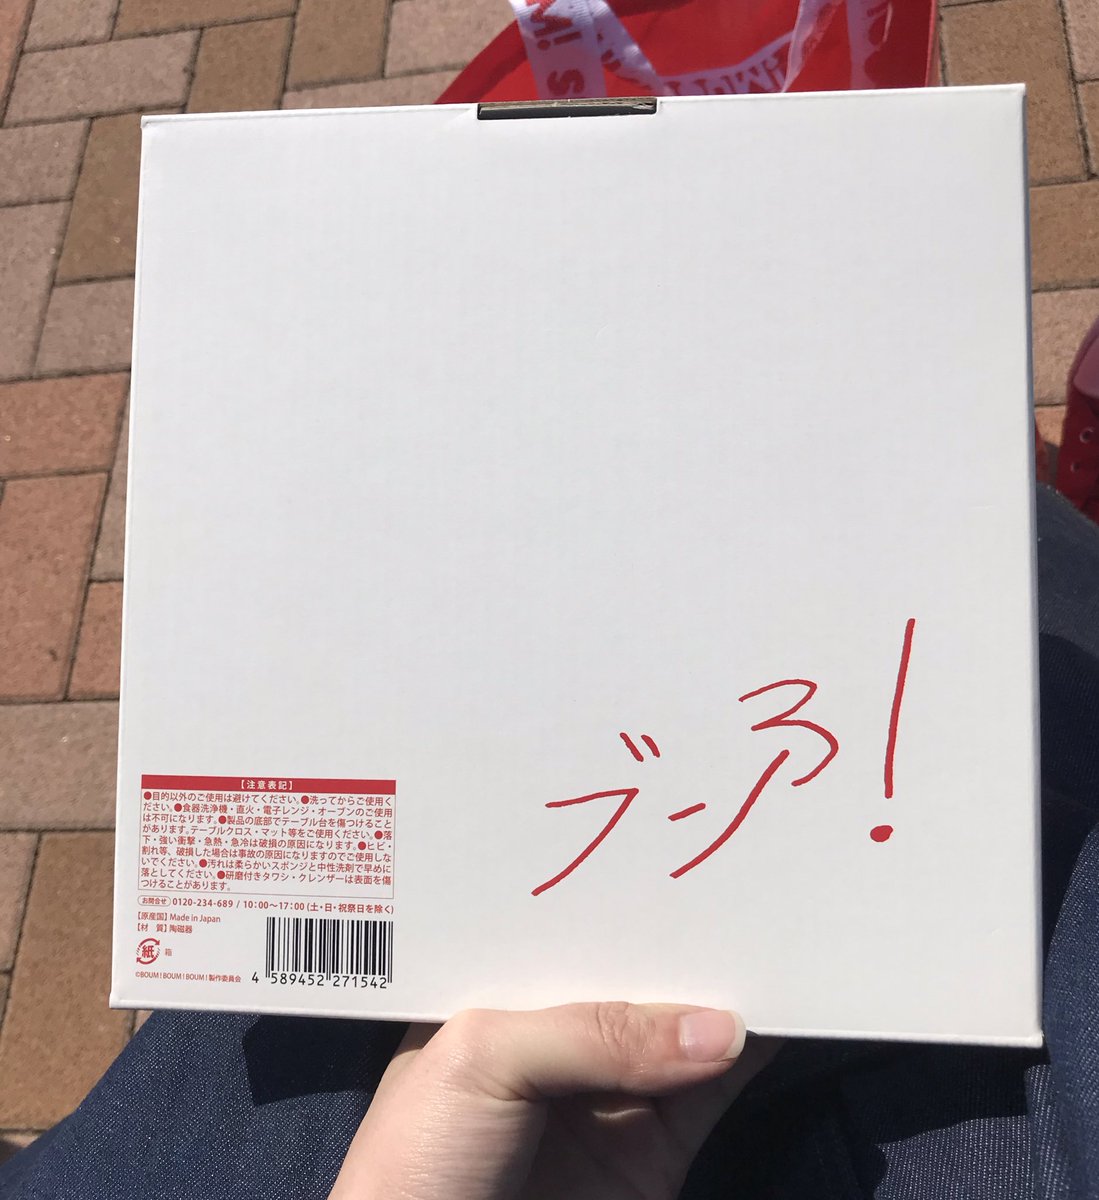 ブンろ!
【注意表記】
●目的以外のご使用は避けてください。●洗ってからご使用く
ださい。●食器洗浄機・直火・電子レンジ・オーブンのご使用
は不可になります。●製品の底部でテーブル台を傷つけること
があります。テーブルクロス・マット等をご使用ください。●落
下・強い衝撃・急熱・急冷は破損の原因になります。●ヒビ・
割れ等、破損した場合は事故の原因になりますのでご使用しな
いでください。●汚れは柔らかいスポンジと中性洗剤で早めに
落としてください。●研磨付きタワシ・クレンザーは表面を傷
つけることがあります。
お問合せ 0120-234-689 / 10:00〜17:00 (土・日・祝祭日を除く)
【原産国】Made in Japan
【材 質】陶磁器
紙 箱
©BOUM!BOUM!BOUM!製作委員会
4 589452 271542